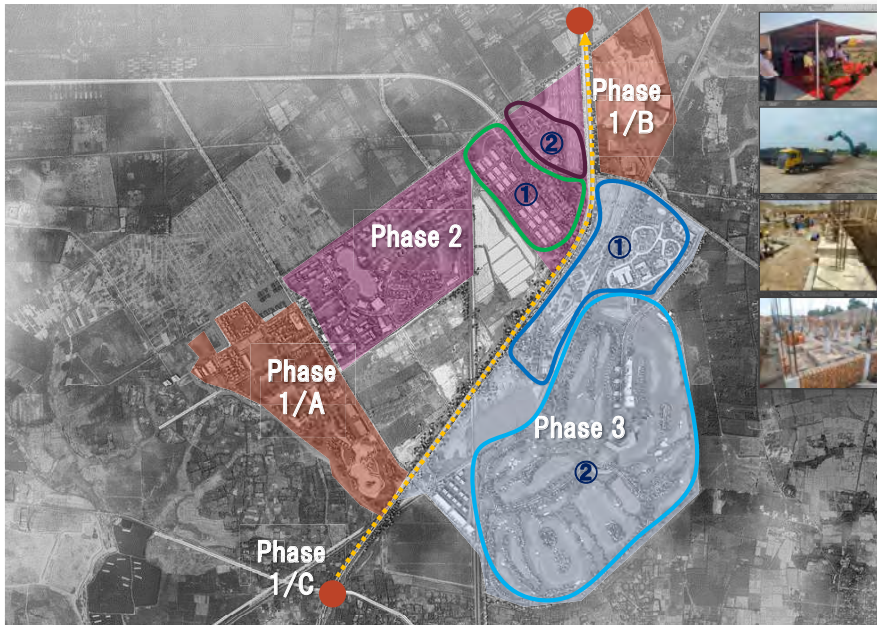 Phase
1/B
②
①
Phase 2
①
Phase
1/A
Phase 3
②
Phase
1/C